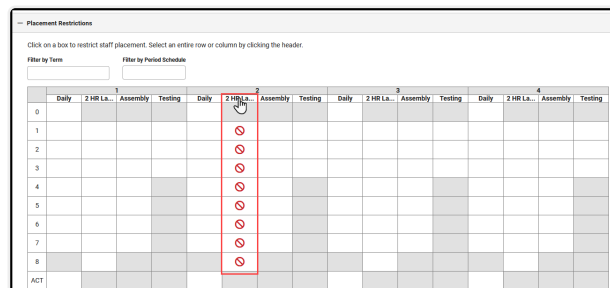 Placement Restrictions
Click on a box to restrict staff placement. Select an entire row or column by clicking the header.
Filter by Term Filter by Period Schedule
1 2 3 4
Daily 2 HR La... Assembly Testing Daily 2 HR La... Assembly Testing Daily 2 HR La... Assembly Testing Daily 2 HR La... Assembly Testing
0
1
2
3
4
5
6
7
8
ACT